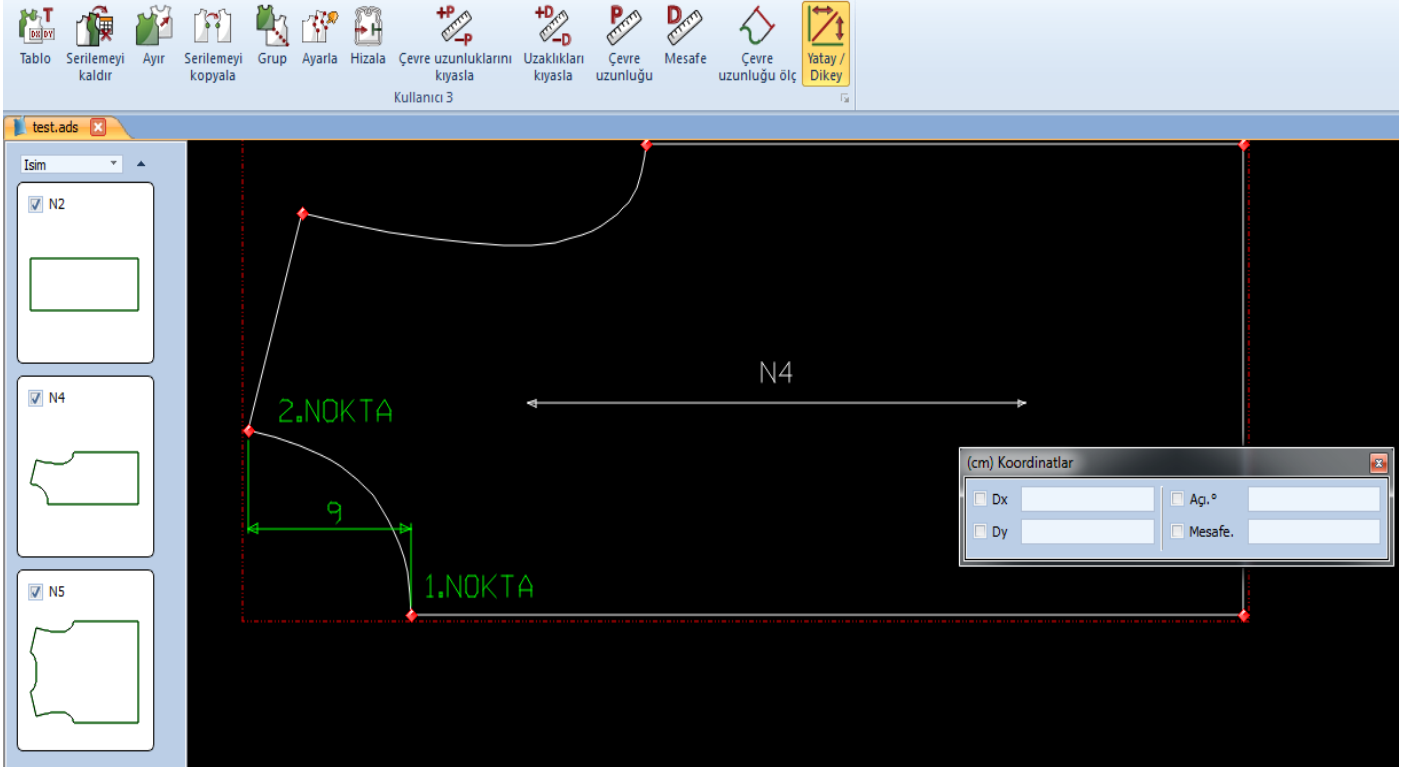 T
DX DY
+P
-P
+D
-D
P
D
H
Tablo
Serilemeyi
kaldır
Ayır
Serilemeyi
kopyala
Grup
Ayarla
Hizala
Çevre uzunluklarını
kıyasla
Uzaklıkları
kıyasla
Çevre
uzunluğu
Mesafe
Çevre
uzunluğu ölç
Yatay /
Dikey
Kullanıcı 3
test.ads
Isim
N2
N4
N5
N4
2.NOKTA
9
1.NOKTA
(cm) Koordinatlar
Dx
Açı.°
Dy
Mesafe.